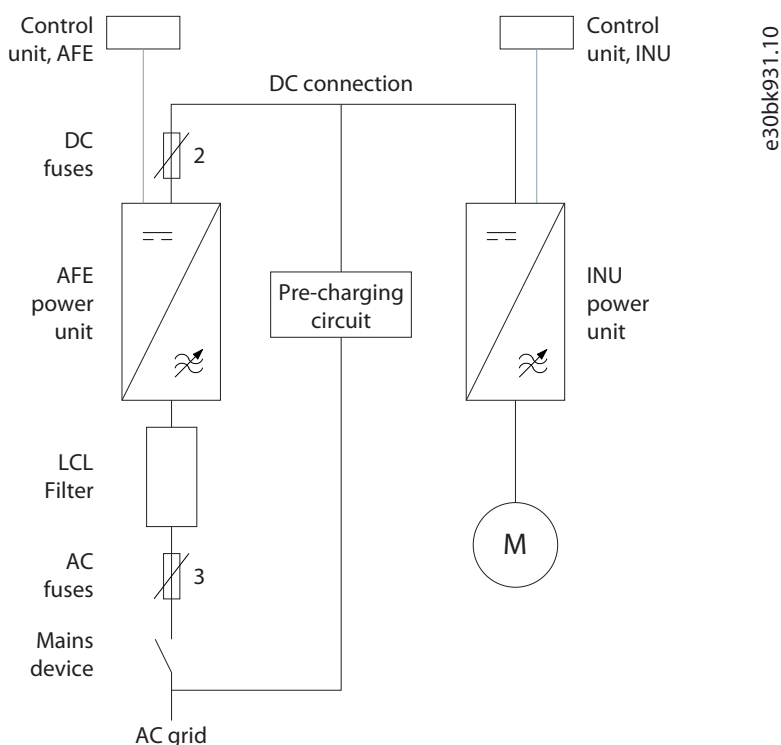 Control
unit, AFE
Control
unit, INU
e30bk931.10
DC connection
DC
fuses
2
AFE
power
unit
Pre-charging
circuit
INU
power
unit
LCL
Filter
M
AC
fuses
3
Mains
device
AC grid